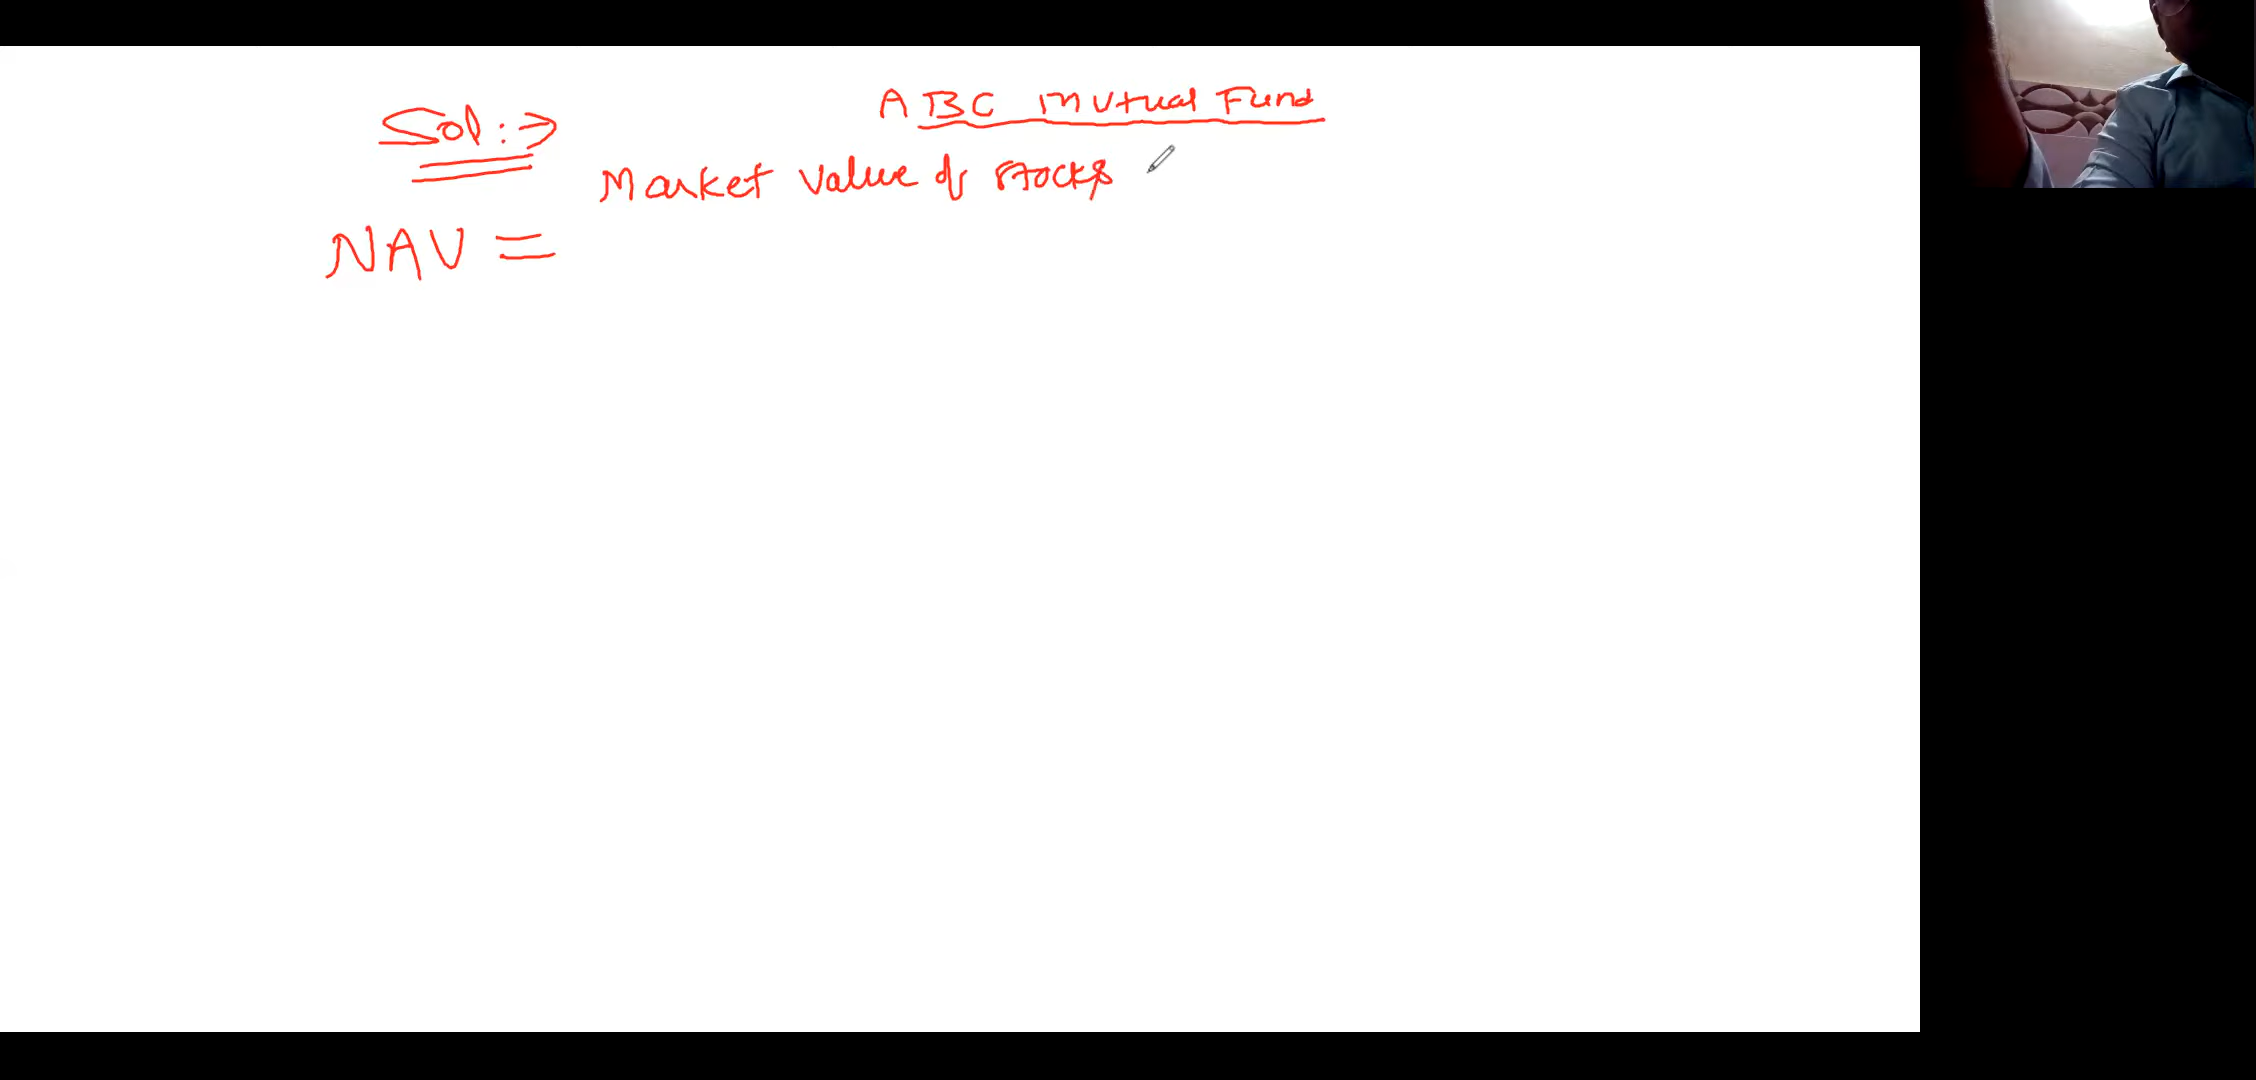 ABC Mutual Fund
Sol :→
Market Value of Stocks
NAV =